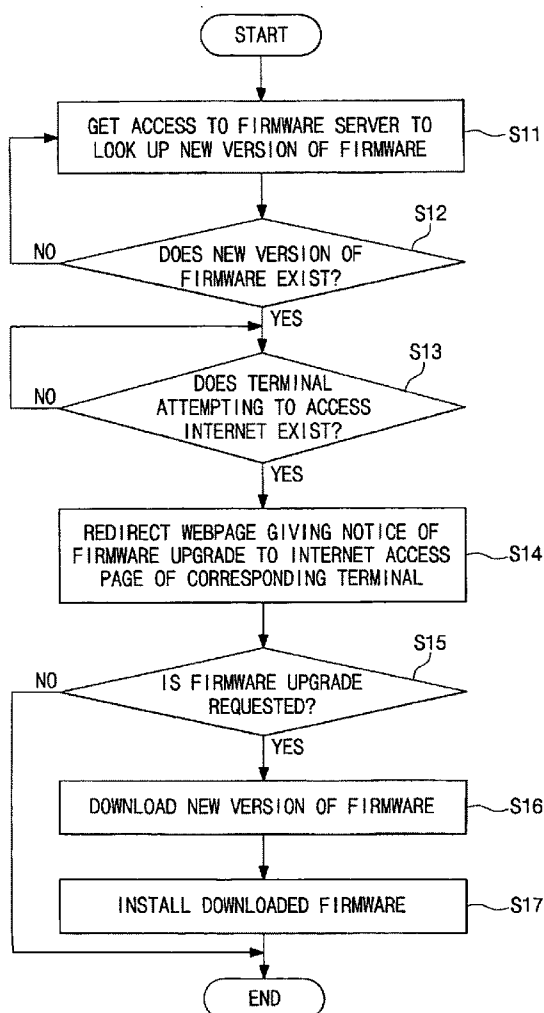 START
GET ACCESS TO FIRMWARE SERVER TO
LOOK UP NEW VERSION OF FIRMWARE
S11
S12
NO
DOES NEW VERSION OF
FIRMWARE EXIST?
YES
S13
NO
DOES TERMINAL
ATTEMPTING TO ACCESS
INTERNET EXIST?
YES
REDIRECT WEBPAGE GIVING NOTICE OF
FIRMWARE UPGRADE TO INTERNET ACCESS
PAGE OF CORRESPONDING TERMINAL
S14
S15
NO
IS FIRMWARE UPGRADE
REQUESTED?
YES
DOWNLOAD NEW VERSION OF FIRMWARE
S16
INSTALL DOWNLOADED FIRMWARE
S17
END